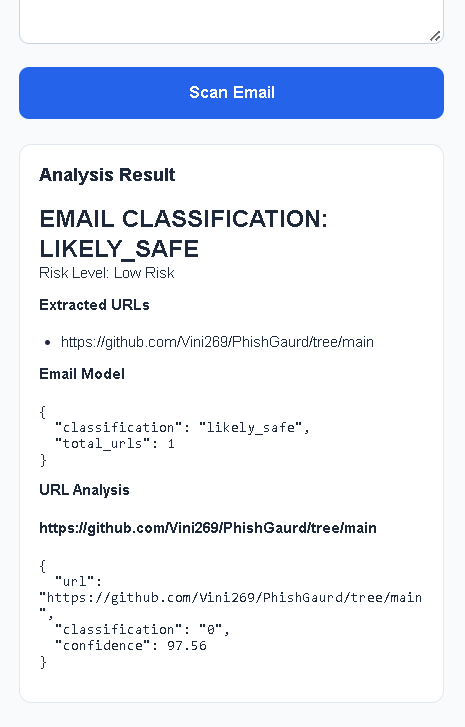 Scan Email
Analysis Result
EMAIL CLASSIFICATION:
LIKELY_SAFE
Risk Level: Low Risk
Extracted URLs
• https://github.com/Vini269/PhishGaurd/tree/main
Email Model
{
  "classification": "likely_safe",
  "total_urls": 1
}
URL Analysis
https://github.com/Vini269/PhishGaurd/tree/main
{
  "url":
"https://github.com/Vini269/PhishGaurd/tree/main
",
  "classification": "0",
  "confidence": 97.56
}